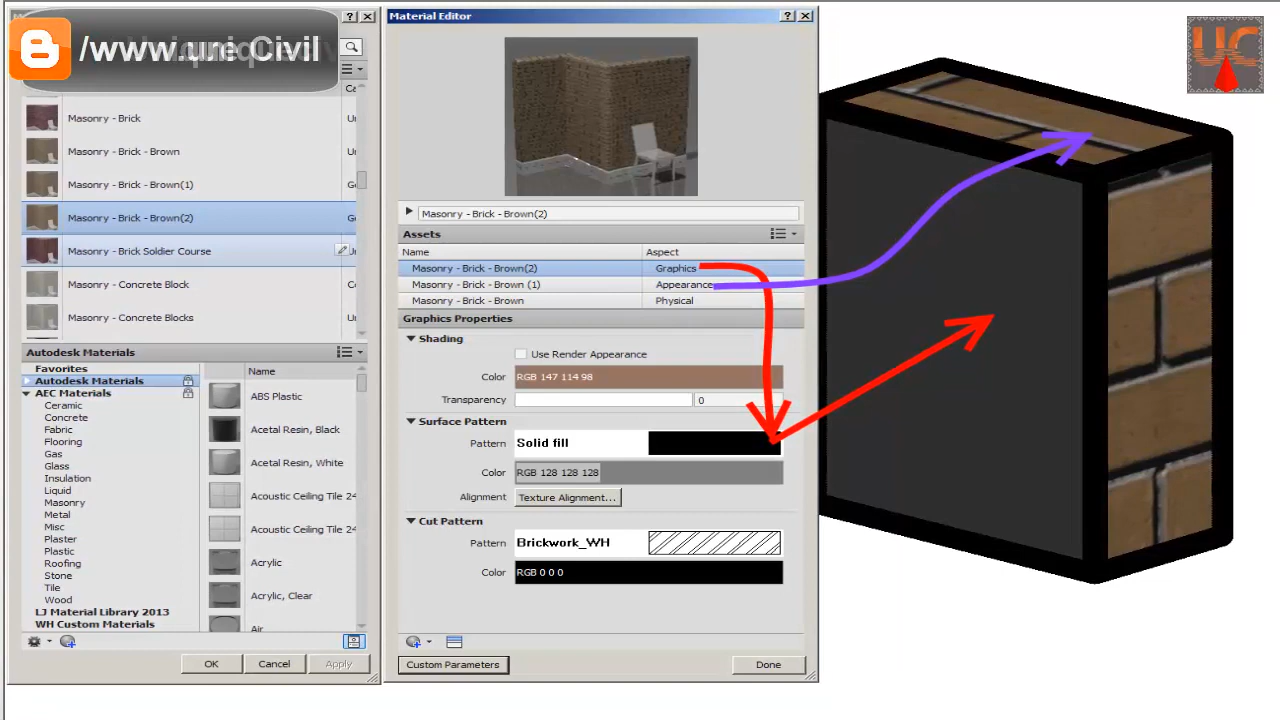 /www.
Civil
Masonry - Brick
Masonry - Brick - Brown
Masonry - Brick - Brown(1)
Masonry - Brick - Brown(2)
Masonry - Brick Soldier Course
Masonry - Concrete Block
Masonry - Concrete Blocks
Autodesk Materials
Favorites
Autodesk Materials
AEC Materials
Ceramic
Concrete
Fabric
Flooring
Gas
Glass
Insulation
Liquid
Masonry
Metal
Misc
Plaster
Plastic
Roofing
Stone
Tile
Wood
LJ Material Library 2013
WH Custom Materials
Name
ABS Plastic
Acetal Resin, Black
Acetal Resin, White
Acoustic Ceiling Tile 24
Acoustic Ceiling Tile 24
Acrylic
Acrylic, Clear
Air
OK
Cancel
Apply
Material Editor
Masonry - Brick - Brown(2)
Assets
Name Aspect
Masonry - Brick - Brown(2) Graphics
Masonry - Brick - Brown (1) Appearance
Masonry - Brick - Brown Physical
Graphics Properties
Shading
Use Render Appearance
Color RGB 147 114 98
Transparency 0
Surface Pattern
Pattern Solid fill
Color RGB 128 128 128
Alignment Texture Alignment...
Cut Pattern
Pattern Brickwork_WH
Color RGB 0 0 0
Custom Parameters
Done
UC